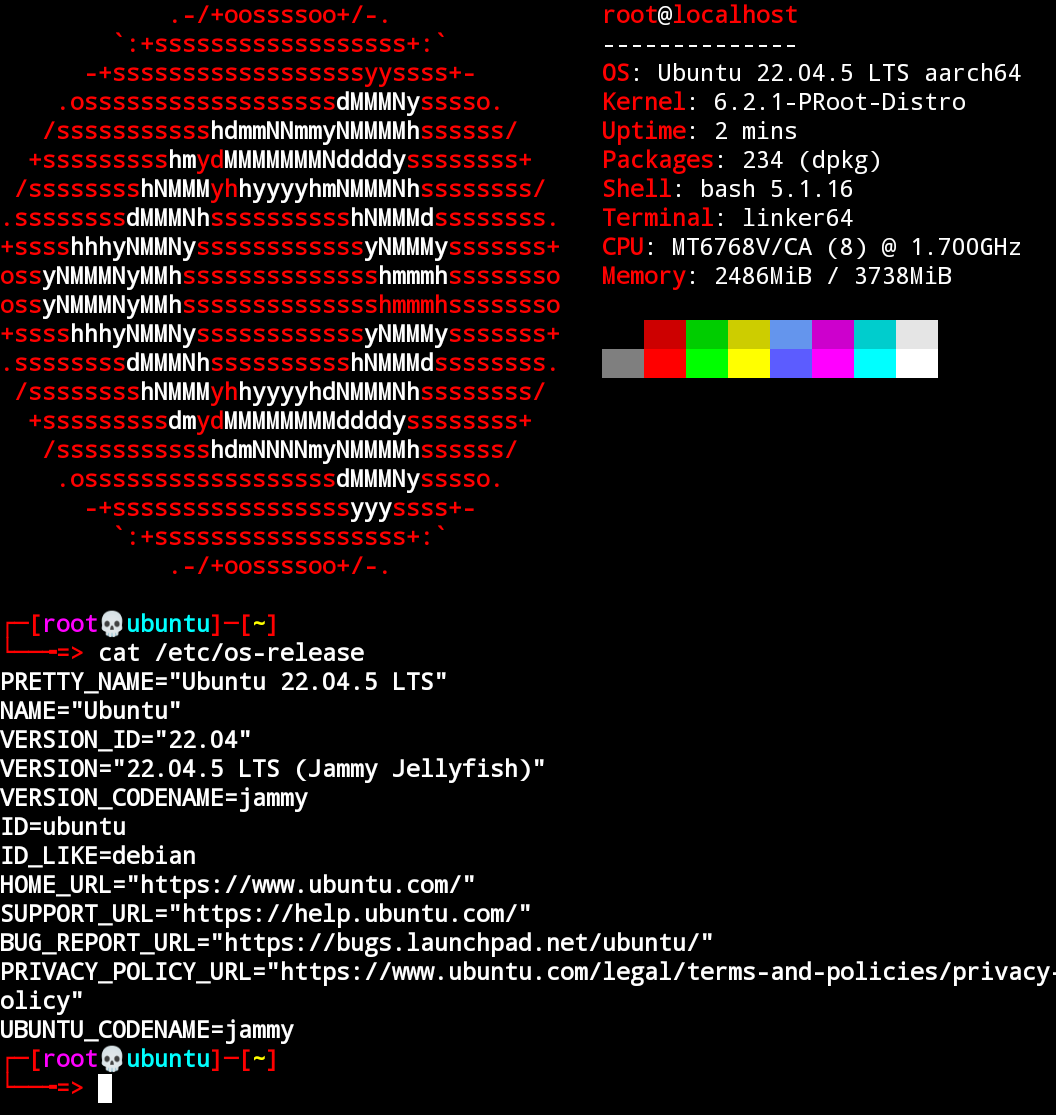 .-/+oossssoo+/-.
`:+ssssssssssssssssss+:`
-+ssssssssssssssssssyyssss+-
.ossssssssssssssssssdMMMNysssso.
/ssssssssssshdmmNNmmyNMMMMhssssss/
+ssssssssshmydMMMMMMMNddddyssssssss+
/sssssssshNMMMyhhyyyyhmNMMMNhssssssss/
.ssssssssdMMMNhsssssssssshNMMMdssssssss.
+sssshhhyNMMNyssssssssssssyNMMMysssssss+
ossyNMMMNyMMhsssssssssssssshmmmhssssssso
ossyNMMMNyMMhsssssssssssssshmmmhssssssso
+sssshhhyNMMNyssssssssssssyNMMMysssssss+
.ssssssssdMMMNhsssssssssshNMMMdssssssss.
/sssssssshNMMMyhhyyyyhdNMMMNhssssssss/
+sssssssssdmydMMMMMMMMddddyssssssss+
/ssssssssssshdmNNNNmyNMMMMhssssss/
.ossssssssssssssssssdMMMNysssso.
-+sssssssssssssssssyyyssss+-
`:+ssssssssssssssssss+:`
.-/+oossssoo+/-.
root@localhost
--------------
OS: Ubuntu 22.04.5 LTS aarch64
Kernel: 6.2.1-PRoot-Distro
Uptime: 2 mins
Packages: 234 (dpkg)
Shell: bash 5.1.16
Terminal: linker64
CPU: MT6768V/CA (8) @ 1.700GHz
Memory: 2486MiB / 3738MiB
┌─[root💀ubuntu]─[~]
└──╼=> cat /etc/os-release
PRETTY_NAME="Ubuntu 22.04.5 LTS"
NAME="Ubuntu"
VERSION_ID="22.04"
VERSION="22.04.5 LTS (Jammy Jellyfish)"
VERSION_CODENAME=jammy
ID=ubuntu
ID_LIKE=debian
HOME_URL="https://www.ubuntu.com/"
SUPPORT_URL="https://help.ubuntu.com/"
BUG_REPORT_URL="https://bugs.launchpad.net/ubuntu/"
PRIVACY_POLICY_URL="https://www.ubuntu.com/legal/terms-and-policies/privacy-
olicy"
UBUNTU_CODENAME=jammy
┌─[root💀ubuntu]─[~]
└──╼=>